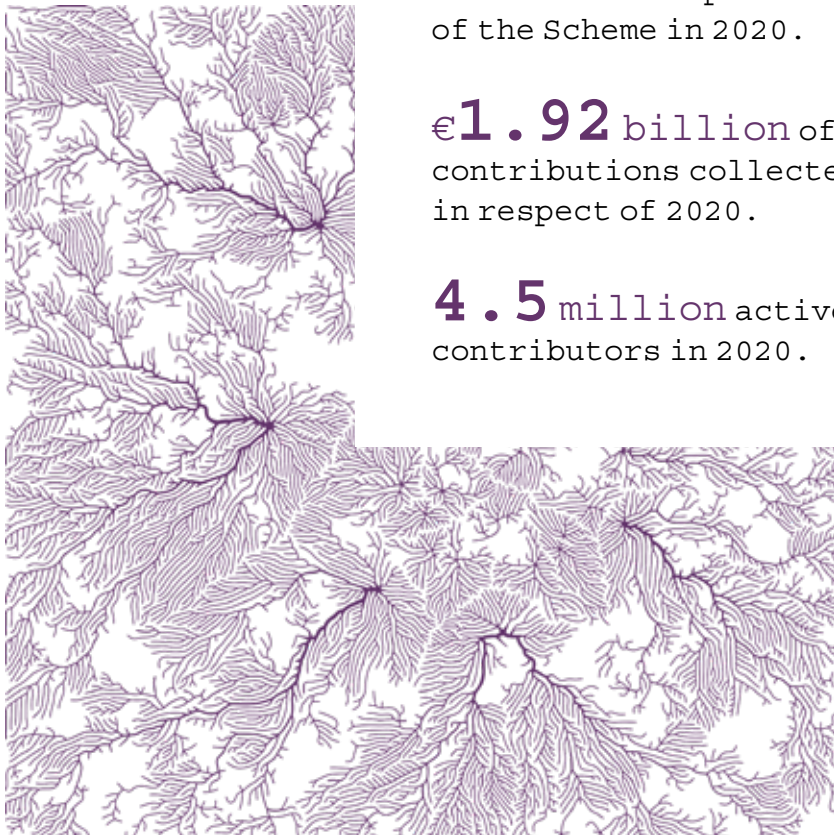 of the Scheme in 2020.
€1.92 billion of
contributions collecte
in respect of 2020.
4.5 million active
contributors in 2020.